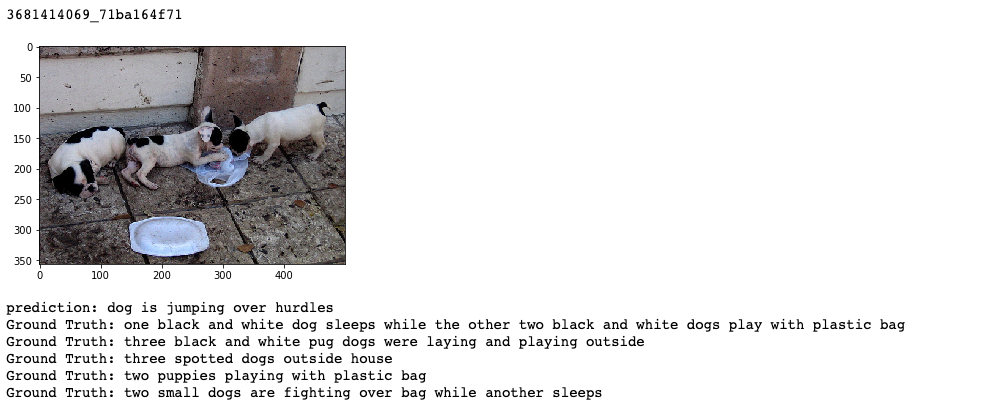 3681414069_71ba164f71
0
50
100
150
200
250
300
350
0 100 200 300 400
prediction: dog is jumping over hurdles
Ground Truth: one black and white dog sleeps while the other two black and white dogs play with plastic bag
Ground Truth: three black and white pug dogs were laying and playing outside
Ground Truth: three spotted dogs outside house
Ground Truth: two puppies playing with plastic bag
Ground Truth: two small dogs are fighting over bag while another sleeps